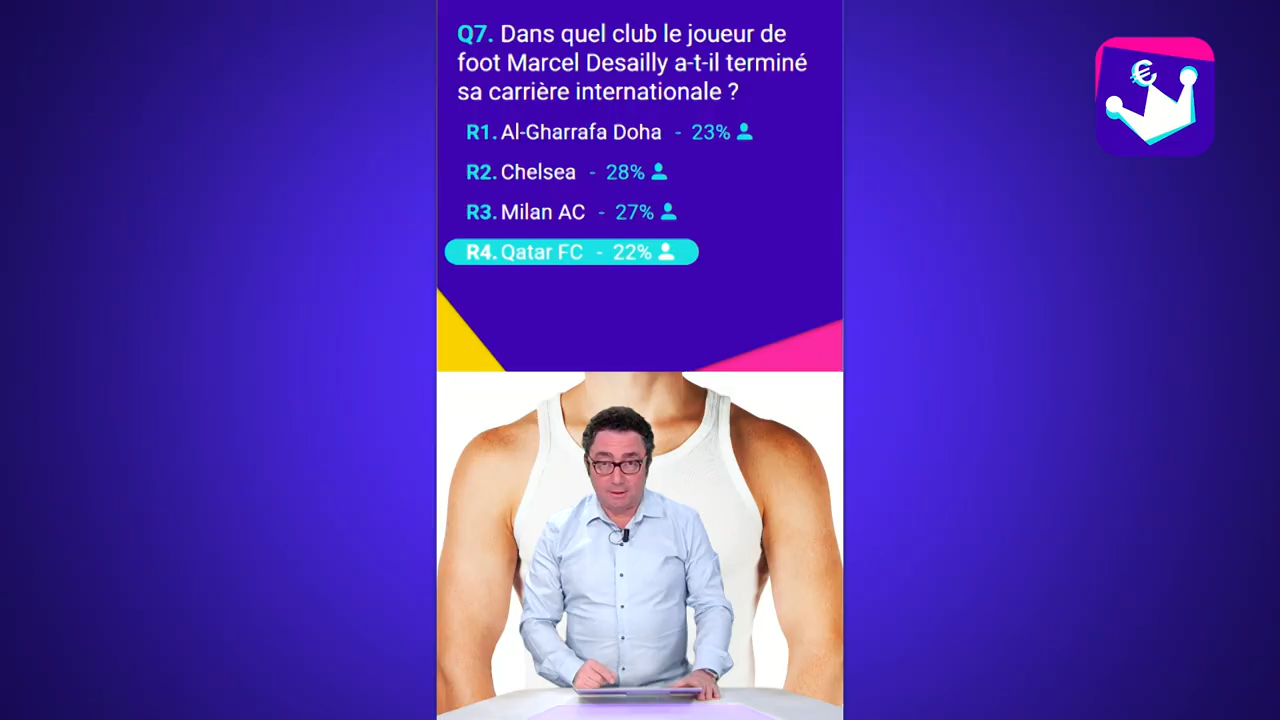 Q7. Dans quel club le joueur de
foot Marcel Desailly a-t-il terminé
sa carrière internationale ?
R1. Al-Gharrafa Doha - 23%
R2. Chelsea - 28%
R3. Milan AC - 27%
R4. Qatar FC - 22%
€